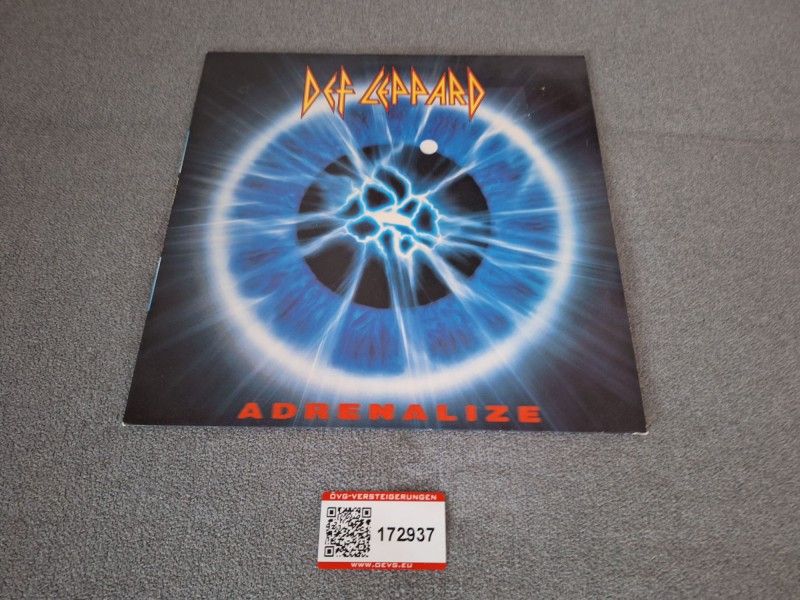 DEF LEPPARD
ADRENALIZE
ÖVG-VERSTEIGERUNGEN
172937
WWW.OEVG.EU